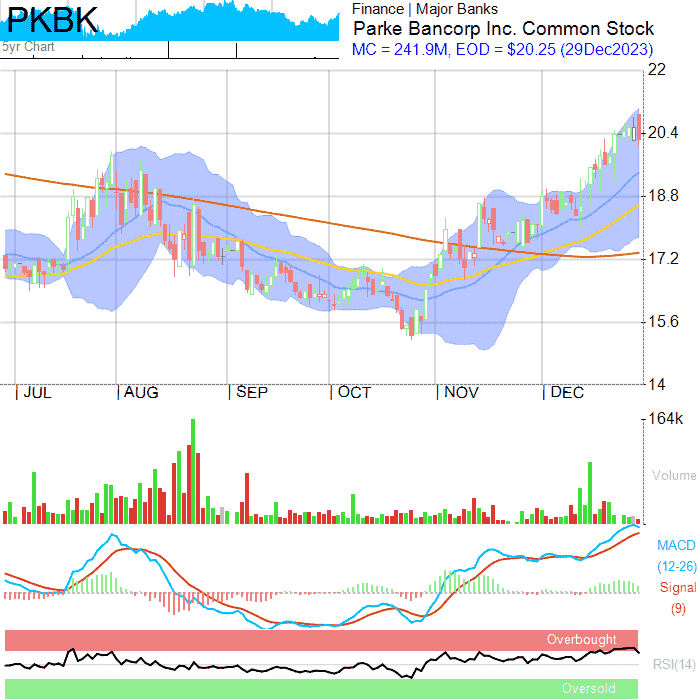 PKBK
5yr Chart
Finance | Major Banks
Parke Bancorp Inc. Common Stock
MC = 241.9M, EOD = $20.25 (29Dec2023)
22
20.4
18.8
17.2
15.6
14
JUL AUG SEP OCT NOV DEC
164k
Volume
MACD
(12-26)
Signal
(9)
Overbought
RSI(14)
Oversold